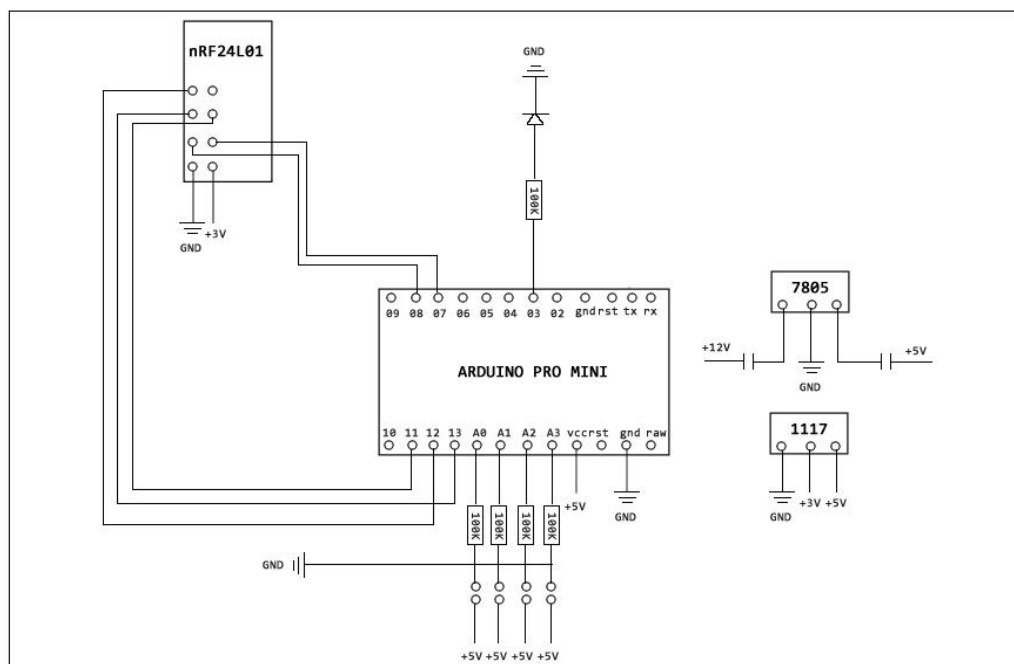 nRF24L01
GND
+3V
GND
100K
09 08 07 06 05 04 03 02 gnd rst tx rx
ARDUINO PRO MINI
10 11 12 13 A0 A1 A2 A3 vcc rst gnd raw
+5V
GND
100K 100K 100K 100K
GND
+5V +5V +5V +5V
7805
+12V
+5V
GND
1117
GND
+3V +5V